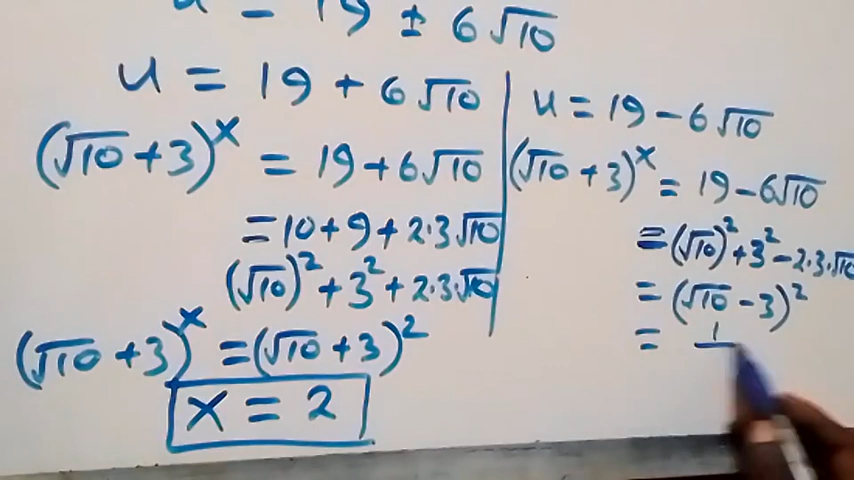 u = 19 ± 6√10
u = 19 + 6√10
(√10 + 3)^x = 19 + 6√10
= 10 + 9 + 2·3√10
(√10)² + 3² + 2·3·√10
(√10 + 3)^x = (√10 + 3)²
x = 2
u = 19 - 6√10
(√10 + 3)^x = 19 - 6√10
= (√10)² + 3² - 2·3·√10
= (√10 - 3)²
= 1